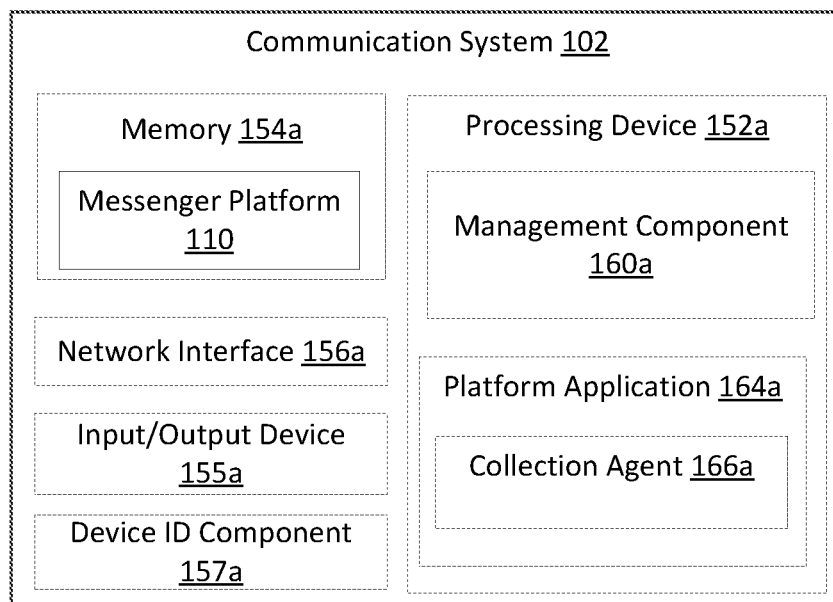 Communication System 102
Memory 154a
Messenger Platform
110
Network Interface 156a
Input/Output Device
155a
Device ID Component
157a
Processing Device 152a
Management Component
160a
Platform Application 164a
Collection Agent 166a